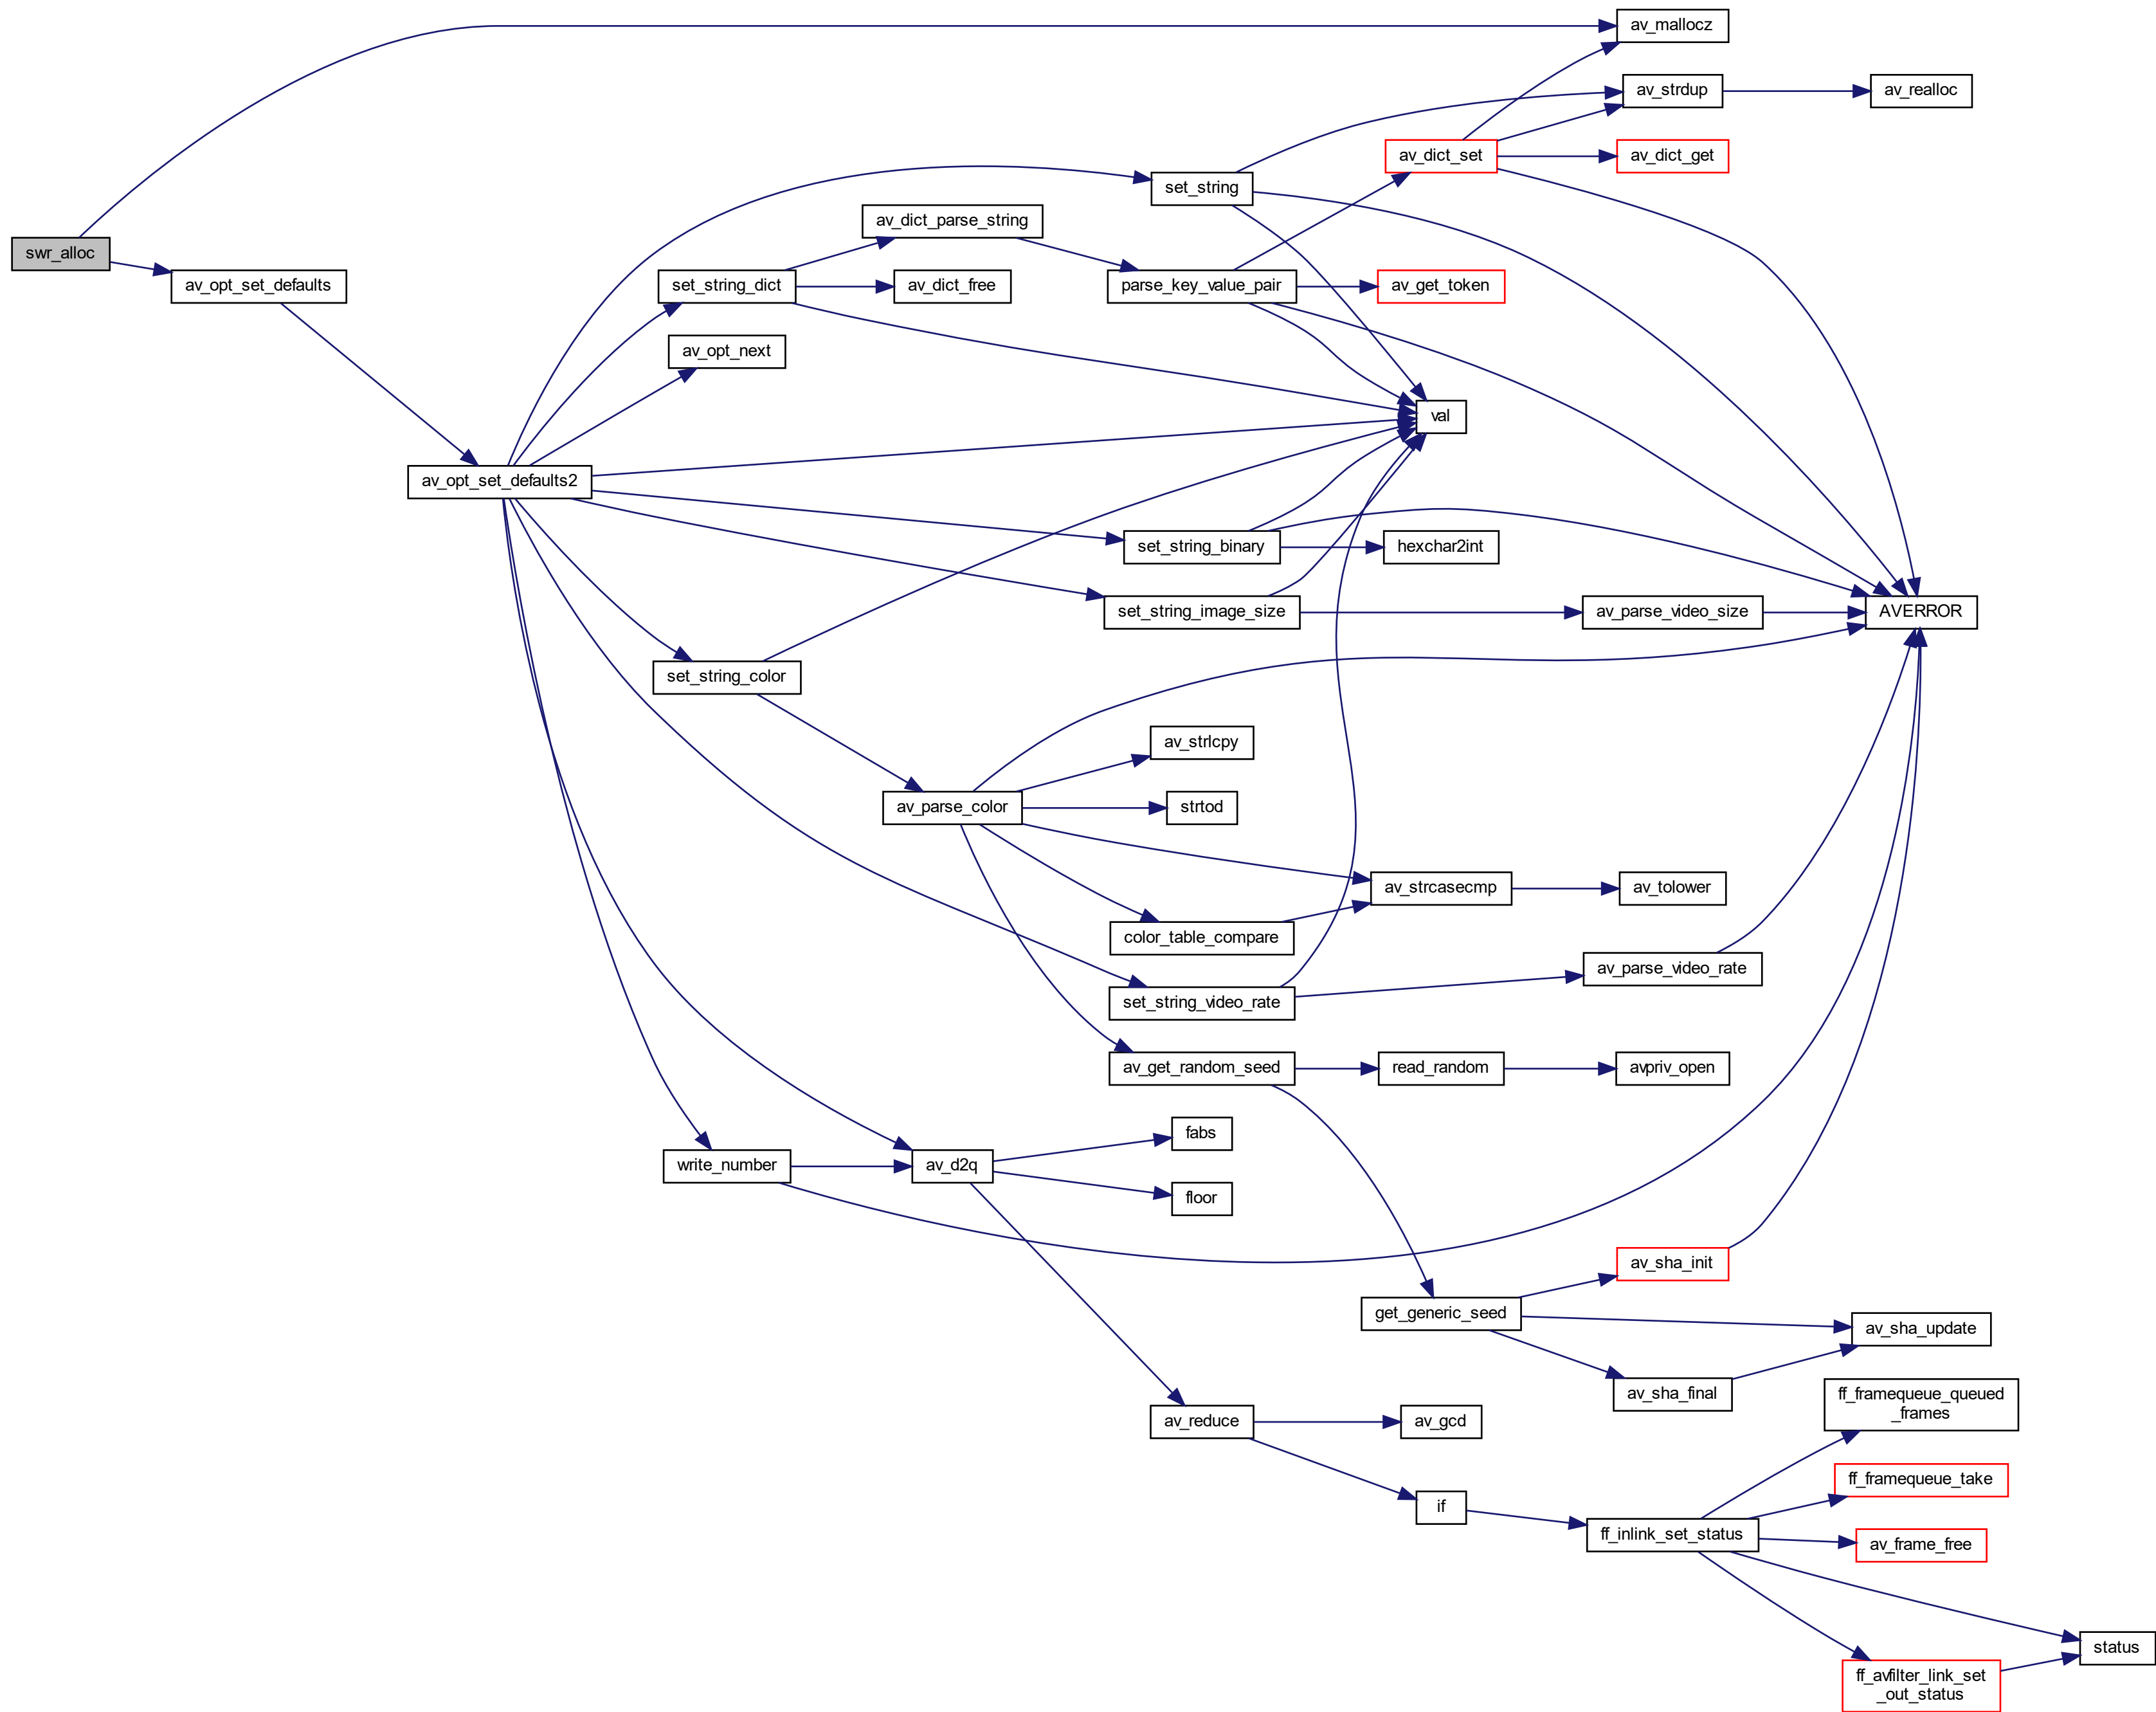 av_mallocz
av_strdup
av_realloc
av_dict_set
av_dict_get
set_string
av_dict_parse_string
swr_alloc
av_opt_set_defaults
set_string_dict
av_dict_free
parse_key_value_pair
av_get_token
av_opt_next
val
av_opt_set_defaults2
set_string_binary
hexchar2int
set_string_image_size
av_parse_video_size
AVERROR
set_string_color
av_strlcpy
av_parse_color
strtod
av_strcasecmp
av_tolower
color_table_compare
av_parse_video_rate
set_string_video_rate
av_get_random_seed
read_random
avpriv_open
fabs
write_number
av_d2q
floor
av_sha_init
get_generic_seed
av_sha_update
av_sha_final
ff_framequeue_queued
_frames
av_reduce
av_gcd
ff_framequeue_take
if
ff_inlink_set_status
av_frame_free
status
ff_avfilter_link_set
_out_status